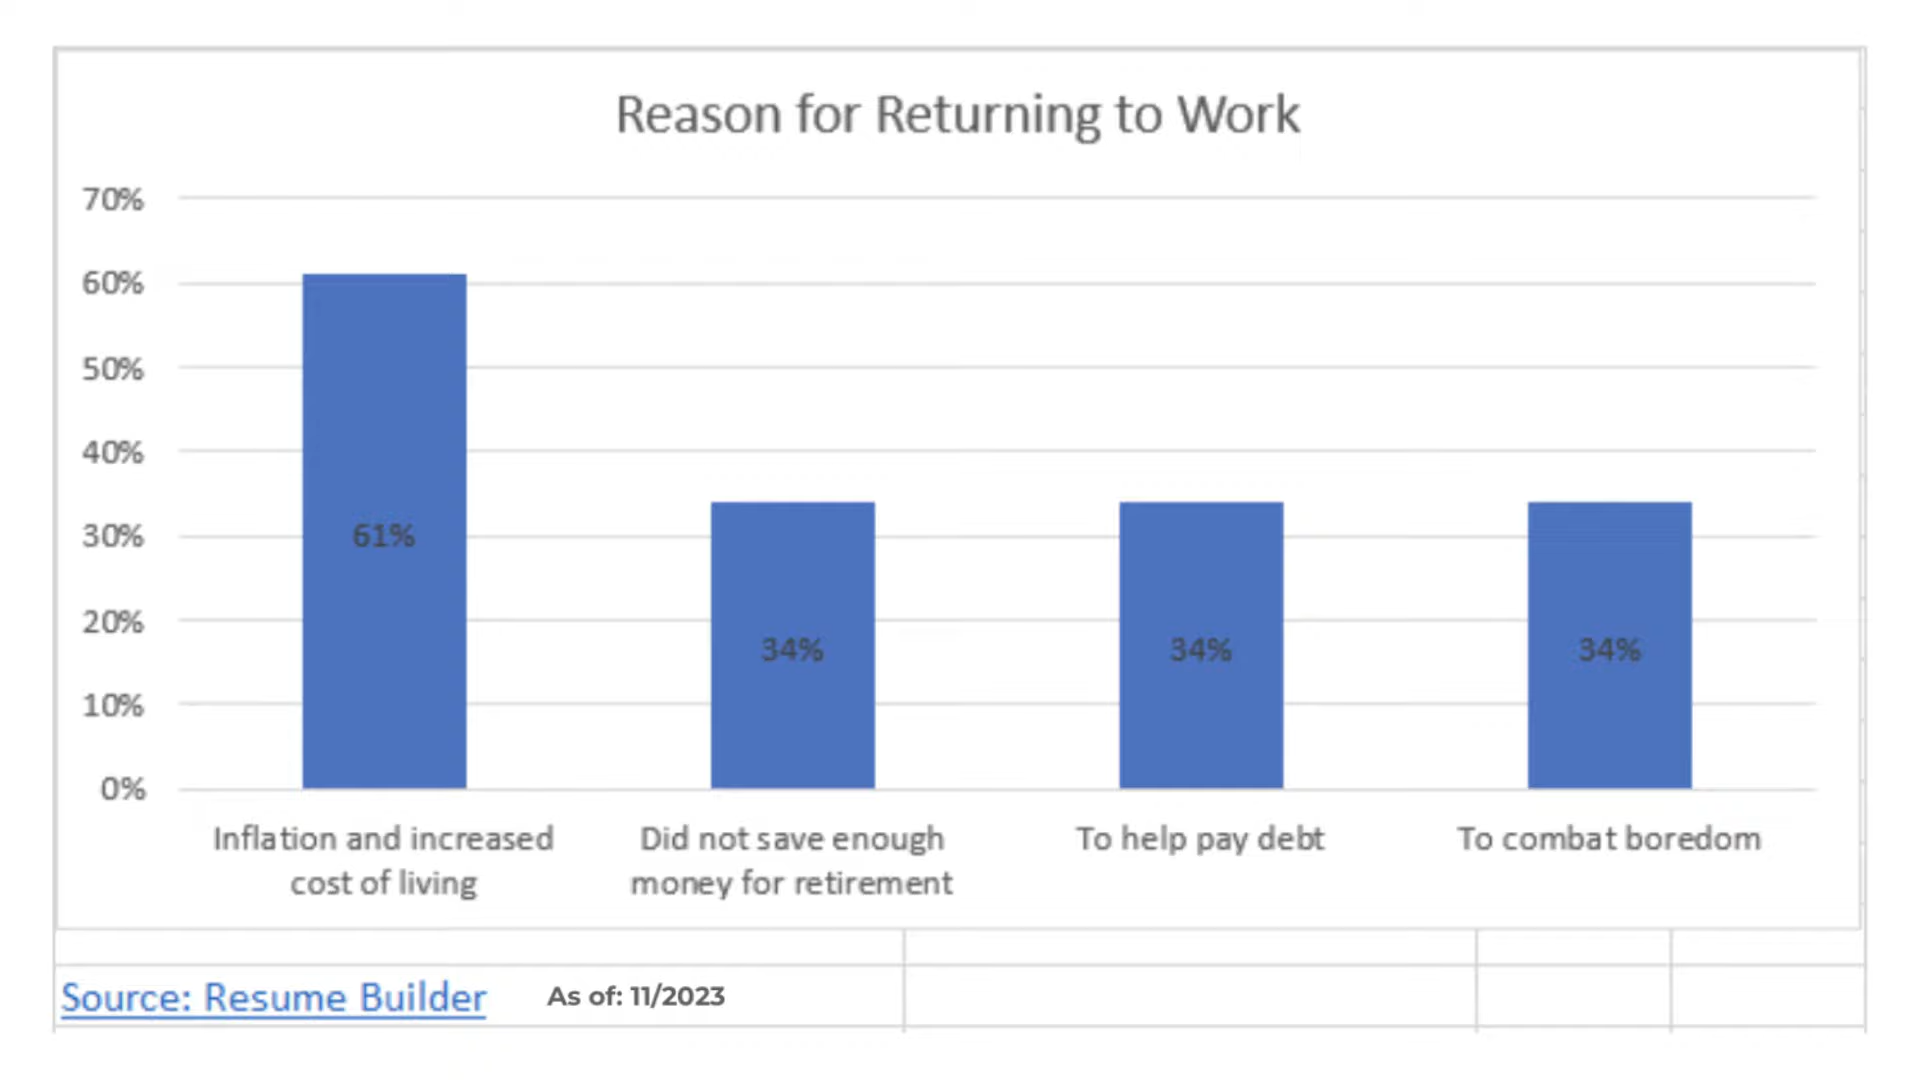 Reason for Returning to Work
70%
60%
50%
40%
30%
20%
10%
0%
61%
34%
34%
34%
Inflation and increased
cost of living
Did not save enough
money for retirement
To help pay debt
To combat boredom
Source: Resume Builder
As of: 11/2023